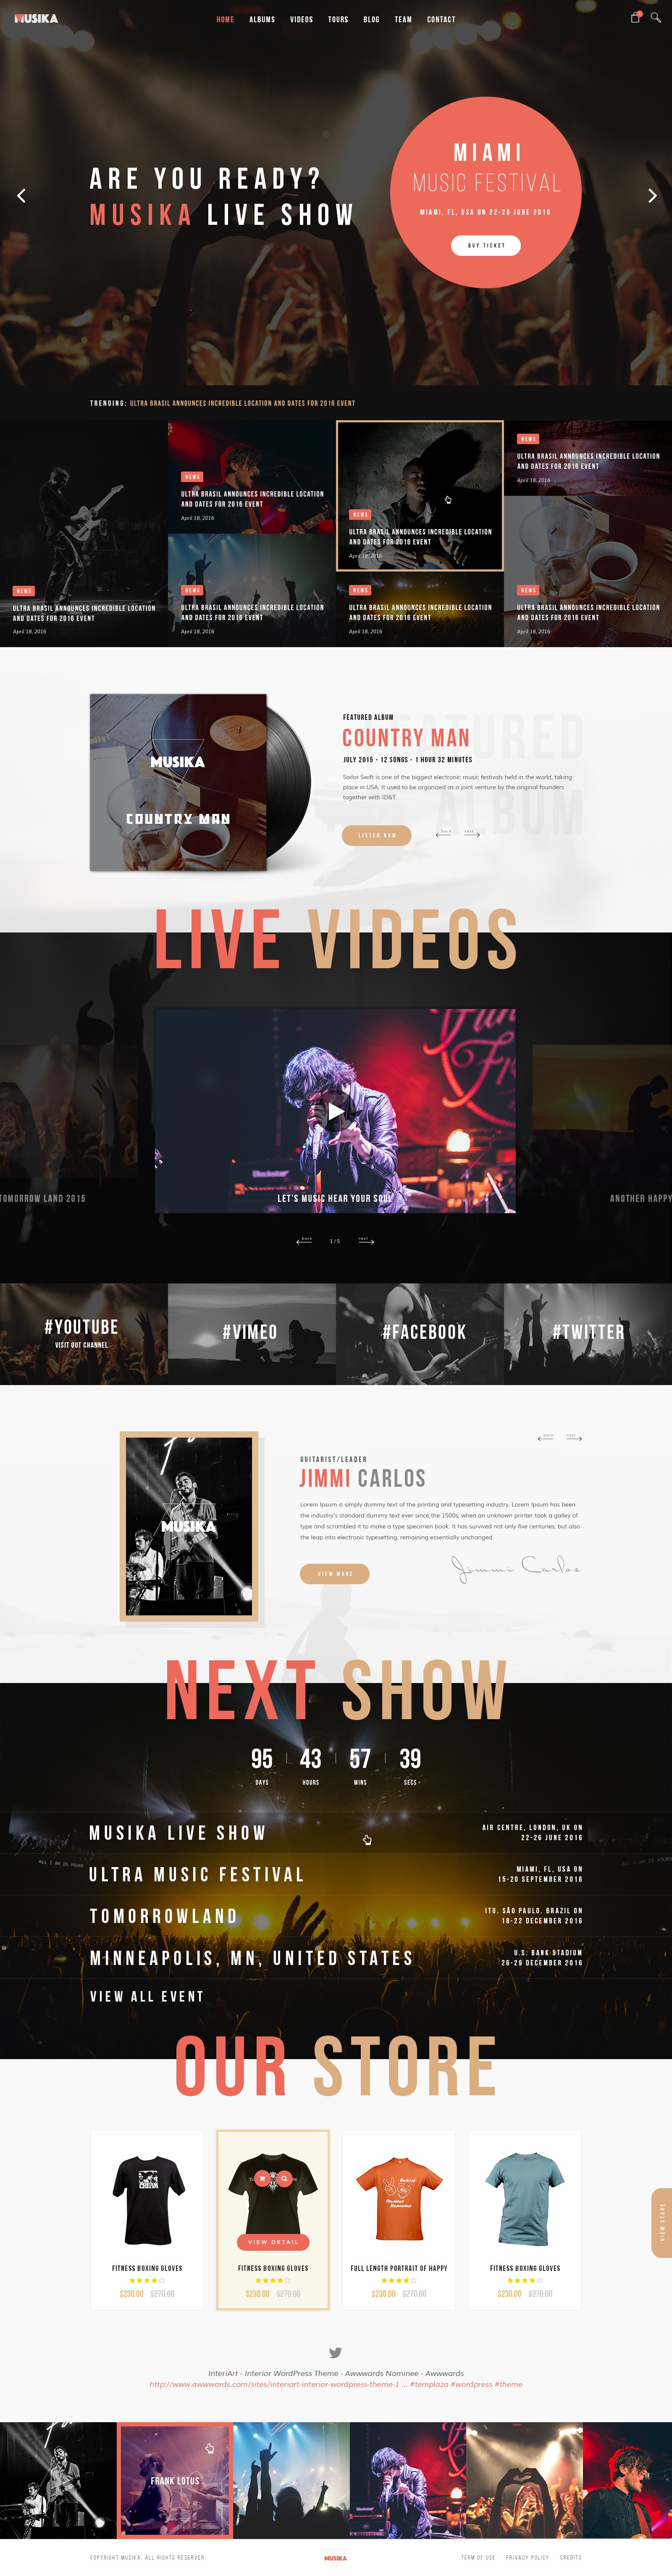 MUSIKA
HOME ALBUMS VIDEOS TOURS BLOG TEAM CONTACT
ARE YOU READY?
MUSIKA LIVE SHOW
MIAMI
MUSIC FESTIVAL
MIAMI, FL, USA ON 22-26 JUNE 2016
BUY TICKET
TRENDING: ULTRA BRASIL ANNOUNCES INCREDIBLE LOCATION AND DATES FOR 2016 EVENT
NEWS
ULTRA BRASIL ANNOUNCES INCREDIBLE LOCATION
AND DATES FOR 2016 EVENT
April 18, 2016
NEWS
ULTRA BRASIL ANNOUNCES INCREDIBLE LOCATION
AND DATES FOR 2016 EVENT
April 18, 2016
NEWS
ULTRA BRASIL ANNOUNCES INCREDIBLE LOCATION
AND DATES FOR 2016 EVENT
April 18, 2016
NEWS
ULTRA BRASIL ANNOUNCES INCREDIBLE LOCATION
AND DATES FOR 2016 EVENT
April 18, 2016
NEWS
ULTRA BRASIL ANNOUNCES INCREDIBLE LOCATION
AND DATES FOR 2016 EVENT
April 18, 2016
NEWS
ULTRA BRASIL ANNOUNCES INCREDIBLE LOCATION
AND DATES FOR 2016 EVENT
April 18, 2016
NEWS
ULTRA BRASIL ANNOUNCES INCREDIBLE LOCATION
AND DATES FOR 2016 EVENT
April 18, 2016
MUSIKA
COUNTRY MAN
FEATURED
ALBUM
FEATURED ALBUM
COUNTRY MAN
JULY 2015 - 12 SONGS - 1 HOUR 32 MINUTES
Sailor Swift is one of the biggest electronic music festivals held in the world, taking
place in USA. It used to be organized as a joint venture by the original founders
together with ID&T.
LISTEN NOW
back next
LIVE VIDEOS
TOMORROW LAND 2015
LET'S MUSIC HEAR YOUR SOUL
ANOTHER HAPPY
back 1 / 5 next
#YOUTUBE
VISIT OUT CHANNEL
#VIMEO
#FACEBOOK
#TWITTER
back next
MUSIKA
GUITARIST/LEADER
JIMMI CARLOS
Lorem Ipsum is simply dummy text of the printing and typesetting industry. Lorem Ipsum has been
the industry's standard dummy text ever since the 1500s, when an unknown printer took a galley of
type and scrambled it to make a type specimen book. It has survived not only five centuries, but also
the leap into electronic typesetting, remaining essentially unchanged.
VIEW MORE
Jimmi Carlos
NEXT SHOW
95 43 57 39
DAYS HOURS MINS SECS
MUSIKA LIVE SHOW
AIR CENTRE, LONDON, UK ON
22-26 JUNE 2016
ALL I AM IS YOURS
ULTRA MUSIC FESTIVAL
MIAMI, FL, USA ON
15-20 SEPTEMBER 2016
TOMORROWLAND
ITU. SÃO PAULO. BRAZIL ON
18-22 DECEMBER 2016
MINNEAPOLIS, MN, UNITED STATES
U.S. BANK STADIUM
26-29 DECEMBER 2016
VIEW ALL EVENT
OUR STORE
VIEW DETAIL
FITNESS BOXING GLOVES
$230.00 $270.00
FITNESS BOXING GLOVES
$230.00 $270.00
FULL LENGTH PORTRAIT OF HAPPY
$230.00 $270.00
FITNESS BOXING GLOVES
$230.00 $270.00
VIEW STORE
InteriArt - Interior WordPress Theme - Awwwards Nominee - Awwwards
http://www.awwwards.com/sites/interiart-interior-wordpress-theme-1 ... #templaza #wordpress #theme
FRANK LOTUS
COPYRIGHT MUSIKA. ALL RIGHTS RESERVER.
MUSIKA
TERM OF USE PRIVACY POLICY CREDITS